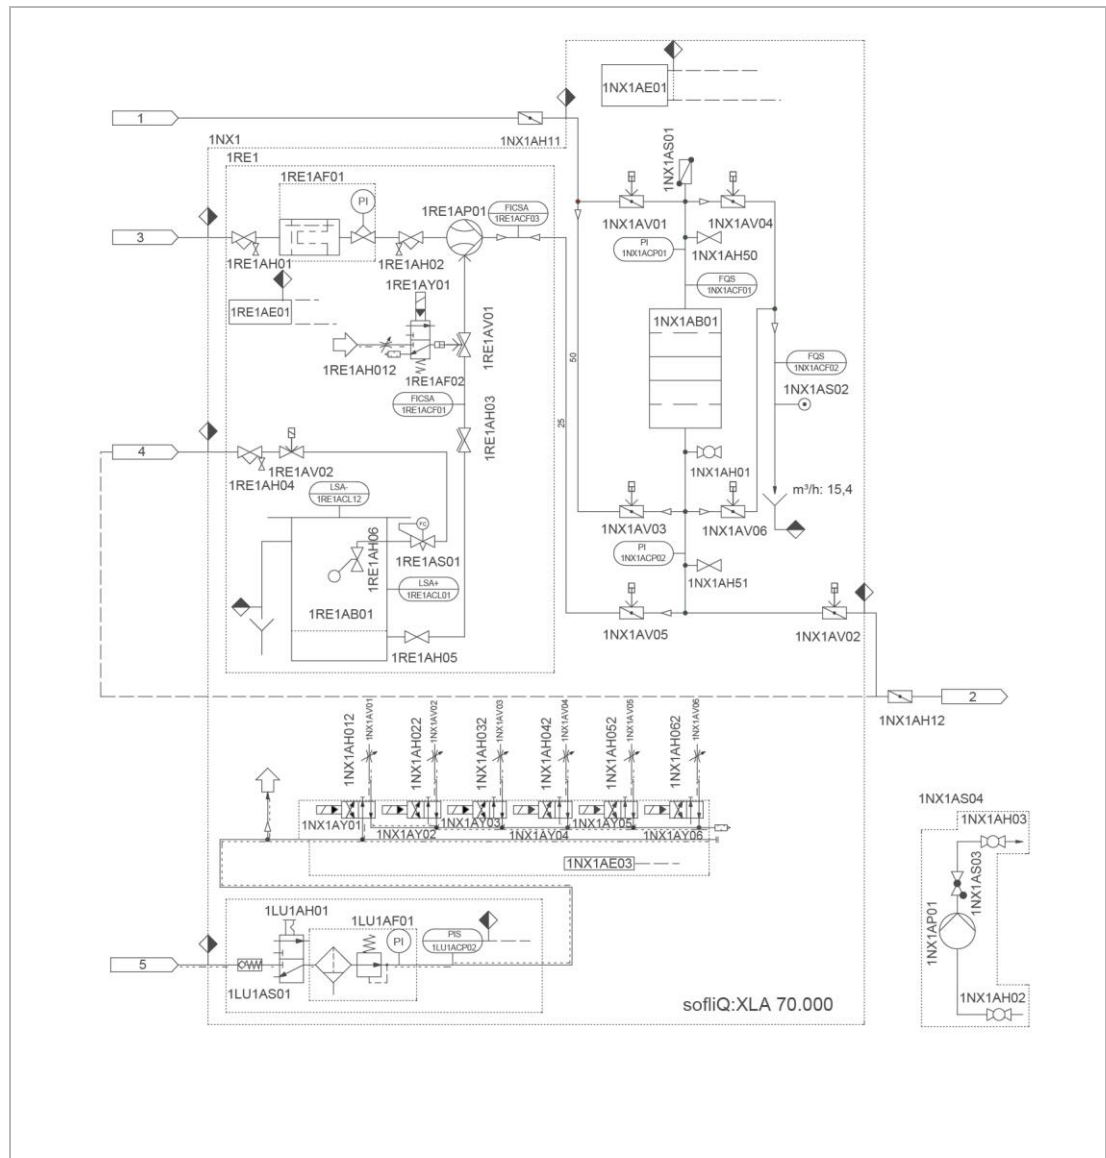 1NX1AE01
1
1NX1AH11
1NX1
1RE1
1NX1AS01
1RE1AF01
PI
1RE1AP01
FICSA
1RE1ACF03
1NX1AV01
1NX1AV04
3
PI
1NX1ACP01
1NX1AH50
1RE1AH01
1RE1AH02
1RE1AY01
FQS
1NX1ACF01
1RE1AE01
1RE1AV01
1NX1AB01
1RE1AH012
1RE1AF02
50
FQS
1NX1ACF02
FICSA
1RE1ACF01
1RE1AH03
1NX1AS02
25
4
1RE1AV02
1RE1AH04
1NX1AH01
LSA-
1RE1ACL12
m³/h: 15,4
FC
1NX1AV03
1NX1AV06
1RE1AH06
1RE1AS01
PI
1NX1ACP02
1NX1AH51
LSA+
1RE1ACL01
1RE1AB01
1NX1AV05
1NX1AV02
1RE1AH05
2
1NX1AH12
1NX1AH012
1NX1AV01
1NX1AH022
1NX1AV02
1NX1AH032
1NX1AV03
1NX1AH042
1NX1AV04
1NX1AH052
1NX1AV05
1NX1AH062
1NX1AV06
1NX1AS04
1NX1AH03
1NX1AY01
1NX1AY02
1NX1AY03
1NX1AY04
1NX1AY05
1NX1AY06
1NX1AE03
1NX1AS03
1NX1AP01
1LU1AH01
1LU1AF01
PI
PIS
1LU1ACP02
5
1LU1AS01
1NX1AH02
sofliQ:XLA 70.000